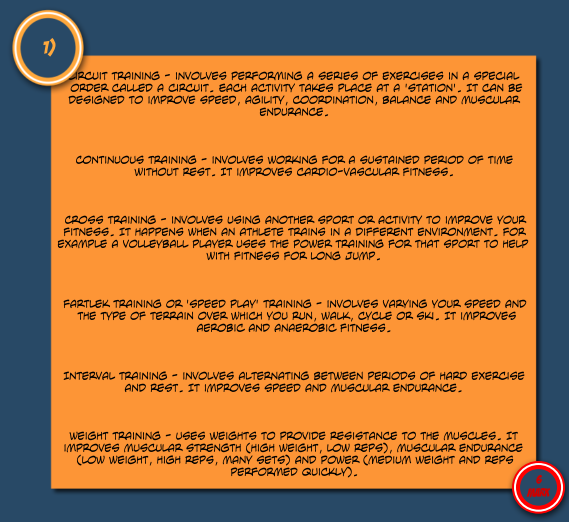 1)
CIRCUIT TRAINING - INVOLVES PERFORMING A SERIES OF EXERCISES IN A SPECIAL
ORDER CALLED A CIRCUIT. EACH ACTIVITY TAKES PLACE AT A 'STATION'. IT CAN BE
DESIGNED TO IMPROVE SPEED, AGILITY, COORDINATION, BALANCE AND MUSCULAR
ENDURANCE.
CONTINUOUS TRAINING - INVOLVES WORKING FOR A SUSTAINED PERIOD OF TIME
WITHOUT REST. IT IMPROVES CARDIO-VASCULAR FITNESS.
CROSS TRAINING - INVOLVES USING ANOTHER SPORT OR ACTIVITY TO IMPROVE YOUR
FITNESS. IT HAPPENS WHEN AN ATHLETE TRAINS IN A DIFFERENT ENVIRONMENT. FOR
EXAMPLE A VOLLEYBALL PLAYER USES THE POWER TRAINING FOR THAT SPORT TO HELP
WITH FITNESS FOR LONG JUMP.
FARTLEK TRAINING OR 'SPEED PLAY' TRAINING - INVOLVES VARYING YOUR SPEED AND
THE TYPE OF TERRAIN OVER WHICH YOU RUN, WALK, CYCLE OR SKI. IT IMPROVES
AEROBIC AND ANAEROBIC FITNESS.
INTERVAL TRAINING - INVOLVES ALTERNATING BETWEEN PERIODS OF HARD EXERCISE
AND REST. IT IMPROVES SPEED AND MUSCULAR ENDURANCE.
WEIGHT TRAINING - USES WEIGHTS TO PROVIDE RESISTANCE TO THE MUSCLES. IT
IMPROVES MUSCULAR STRENGTH (HIGH WEIGHT, LOW REPS), MUSCULAR ENDURANCE
(LOW WEIGHT, HIGH REPS, MANY SETS) AND POWER (MEDIUM WEIGHT AND REPS
PERFORMED QUICKLY).